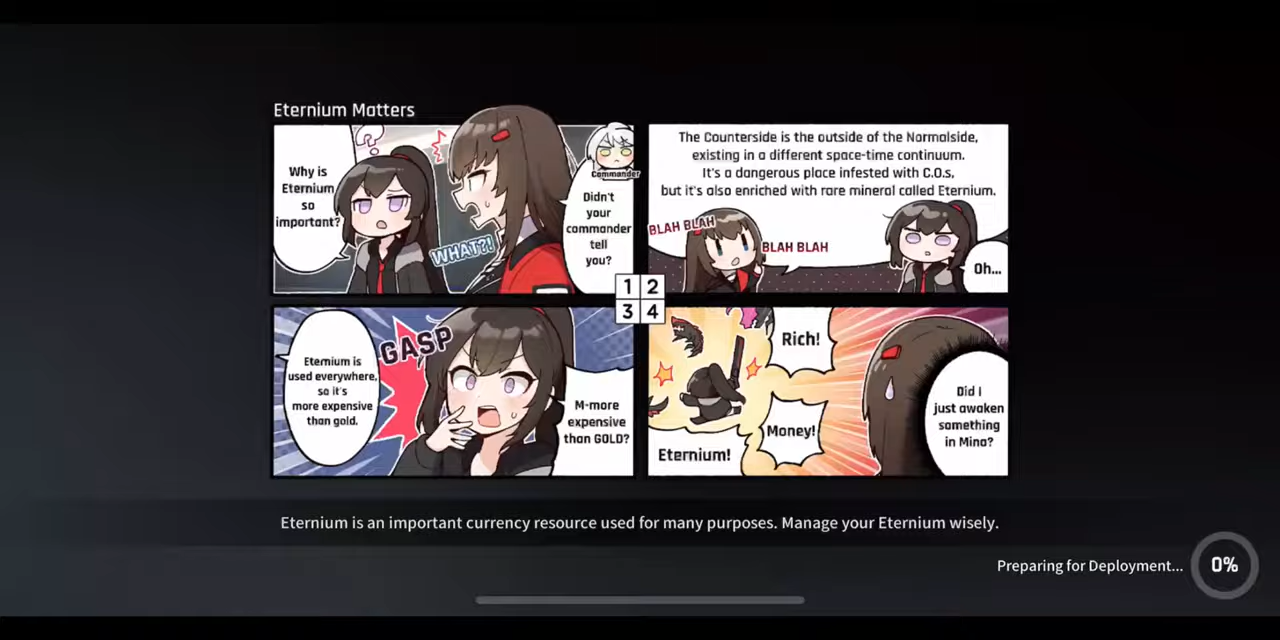 Eternium Matters
Why is
Eternium
so
important?
WHAT?!
Commander
Didn't
your
commander
tell
you?
The Counterside is the outside of the Normalside,
existing in a different space-time continuum.
It's a dangerous place infested with C.O.s,
but it's also enriched with rare mineral called Eternium.
BLAH BLAH
BLAH BLAH
Oh...
1 2
3 4
Eternium is
used everywhere,
so it's
more expensive
than gold.
GASP
M-more
expensive
than GOLD?
Rich!
Money!
Eternium!
Did I
just awaken
something
in Mina?
Eternium is an important currency resource used for many purposes. Manage your Eternium wisely.
Preparing for Deployment...
0%